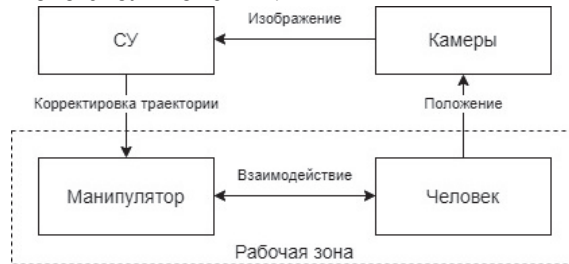 Изображение
СУ
Камеры
Корректировка траектории
Положение
Взаимодействие
Манипулятор
Человек
Рабочая зона